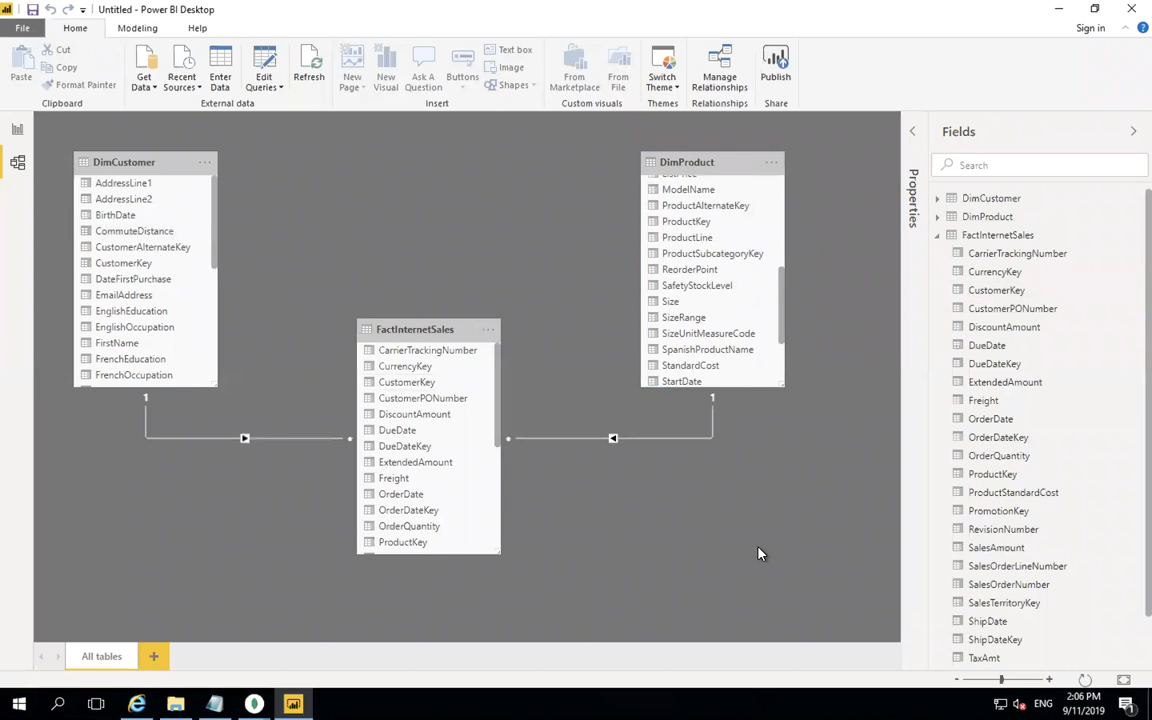 Untitled - Power BI Desktop
File
Home
Modeling
Help
Sign in
Paste
Cut
Copy
Format Painter
Clipboard
Get Data
Recent Sources
Enter Data
Edit Queries
Refresh
External data
New Page
New Visual
Ask A Question
Buttons
Text box
Image
Shapes
Insert
From Marketplace
From File
Custom visuals
Switch Theme
Themes
Manage Relationships
Relationships
Publish
Share
DimCustomer
AddressLine1
AddressLine2
BirthDate
CommuteDistance
CustomerAlternateKey
CustomerKey
DateFirstPurchase
EmailAddress
EnglishEducation
EnglishOccupation
FirstName
FrenchEducation
FrenchOccupation
1
*
FactInternetSales
CarrierTrackingNumber
CurrencyKey
CustomerKey
CustomerPONumber
DiscountAmount
DueDate
DueDateKey
ExtendedAmount
Freight
OrderDate
OrderDateKey
OrderQuantity
ProductKey
*
DimProduct
ListPrice
ModelName
ProductAlternateKey
ProductKey
ProductLine
ProductSubcategoryKey
ReorderPoint
SafetyStockLevel
Size
SizeRange
SizeUnitMeasureCode
SpanishProductName
StandardCost
StartDate
1
Properties
Fields
Search
DimCustomer
DimProduct
FactInternetSales
CarrierTrackingNumber
CurrencyKey
CustomerKey
CustomerPONumber
DiscountAmount
DueDate
DueDateKey
ExtendedAmount
Freight
OrderDate
OrderDateKey
OrderQuantity
ProductKey
ProductStandardCost
PromotionKey
RevisionNumber
SalesAmount
SalesOrderLineNumber
SalesOrderNumber
SalesTerritoryKey
ShipDate
ShipDateKey
TaxAmt
All tables
ENG
2:06 PM
9/11/2019
1